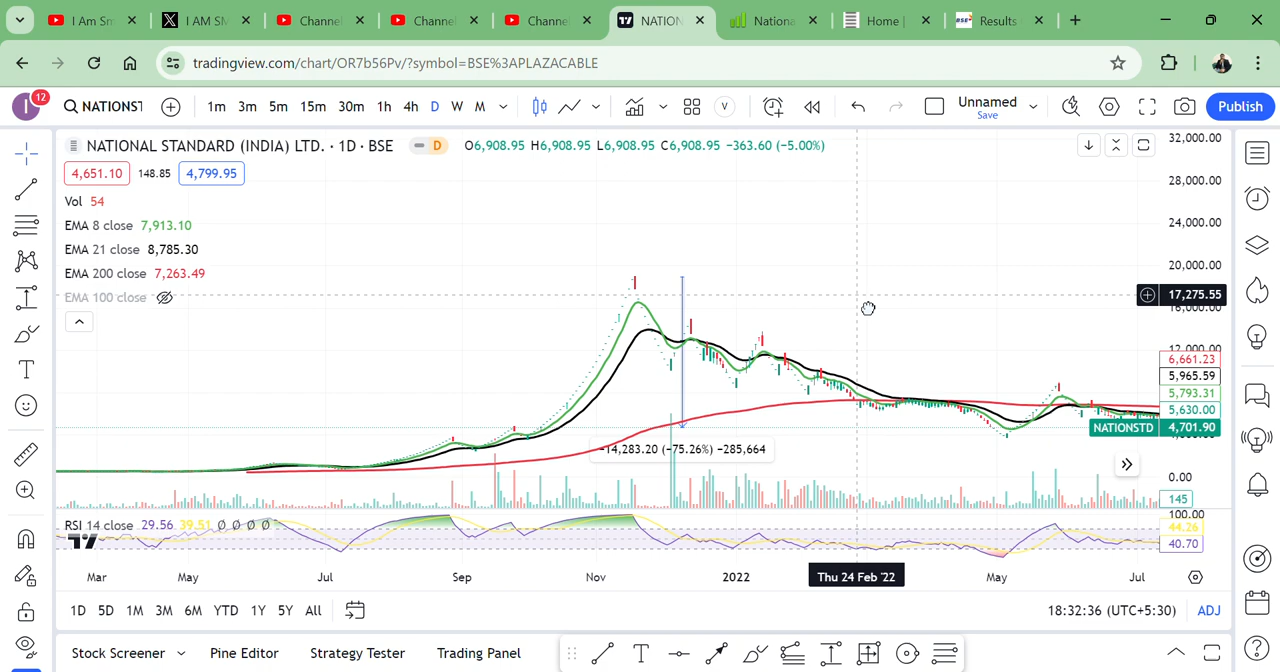 I Am Sm
I AM SM
Channel
Channel
Channel
NATION
Nationa
Home |
BSE
Results
tradingview.com/chart/OR7b56Pv/?symbol=BSE%3APLAZACABLE
I
12
NATIONST
1m 3m 5m 15m 30m 1h 4h D W M
V
Unnamed
Save
Publish
NATIONAL STANDARD (INDIA) LTD. · 1D · BSE
D
O6,908.95 H6,908.95 L6,908.95 C6,908.95 −363.60 (−5.00%)
4,651.10 148.85 4,799.95
Vol 54
EMA 8 close 7,913.10
EMA 21 close 8,785.30
EMA 200 close 7,263.49
EMA 100 close
32,000.00
28,000.00
24,000.00
20,000.00
17,275.55
16,000.00
12,000.00
6,661.23
5,965.59
5,793.31
5,630.00
NATIONSTD 4,701.90
−14,283.20 (−75.26%) −285,664
0.00
145
RSI 14 close 29.56 39.51 Ø Ø Ø Ø
100.00
44.26
40.70
Mar May Jul Sep Nov 2022 Thu 24 Feb '22 May Jul
1D 5D 1M 3M 6M YTD 1Y 5Y All
18:32:36 (UTC+5:30) ADJ
Stock Screener Pine Editor Strategy Tester Trading Panel